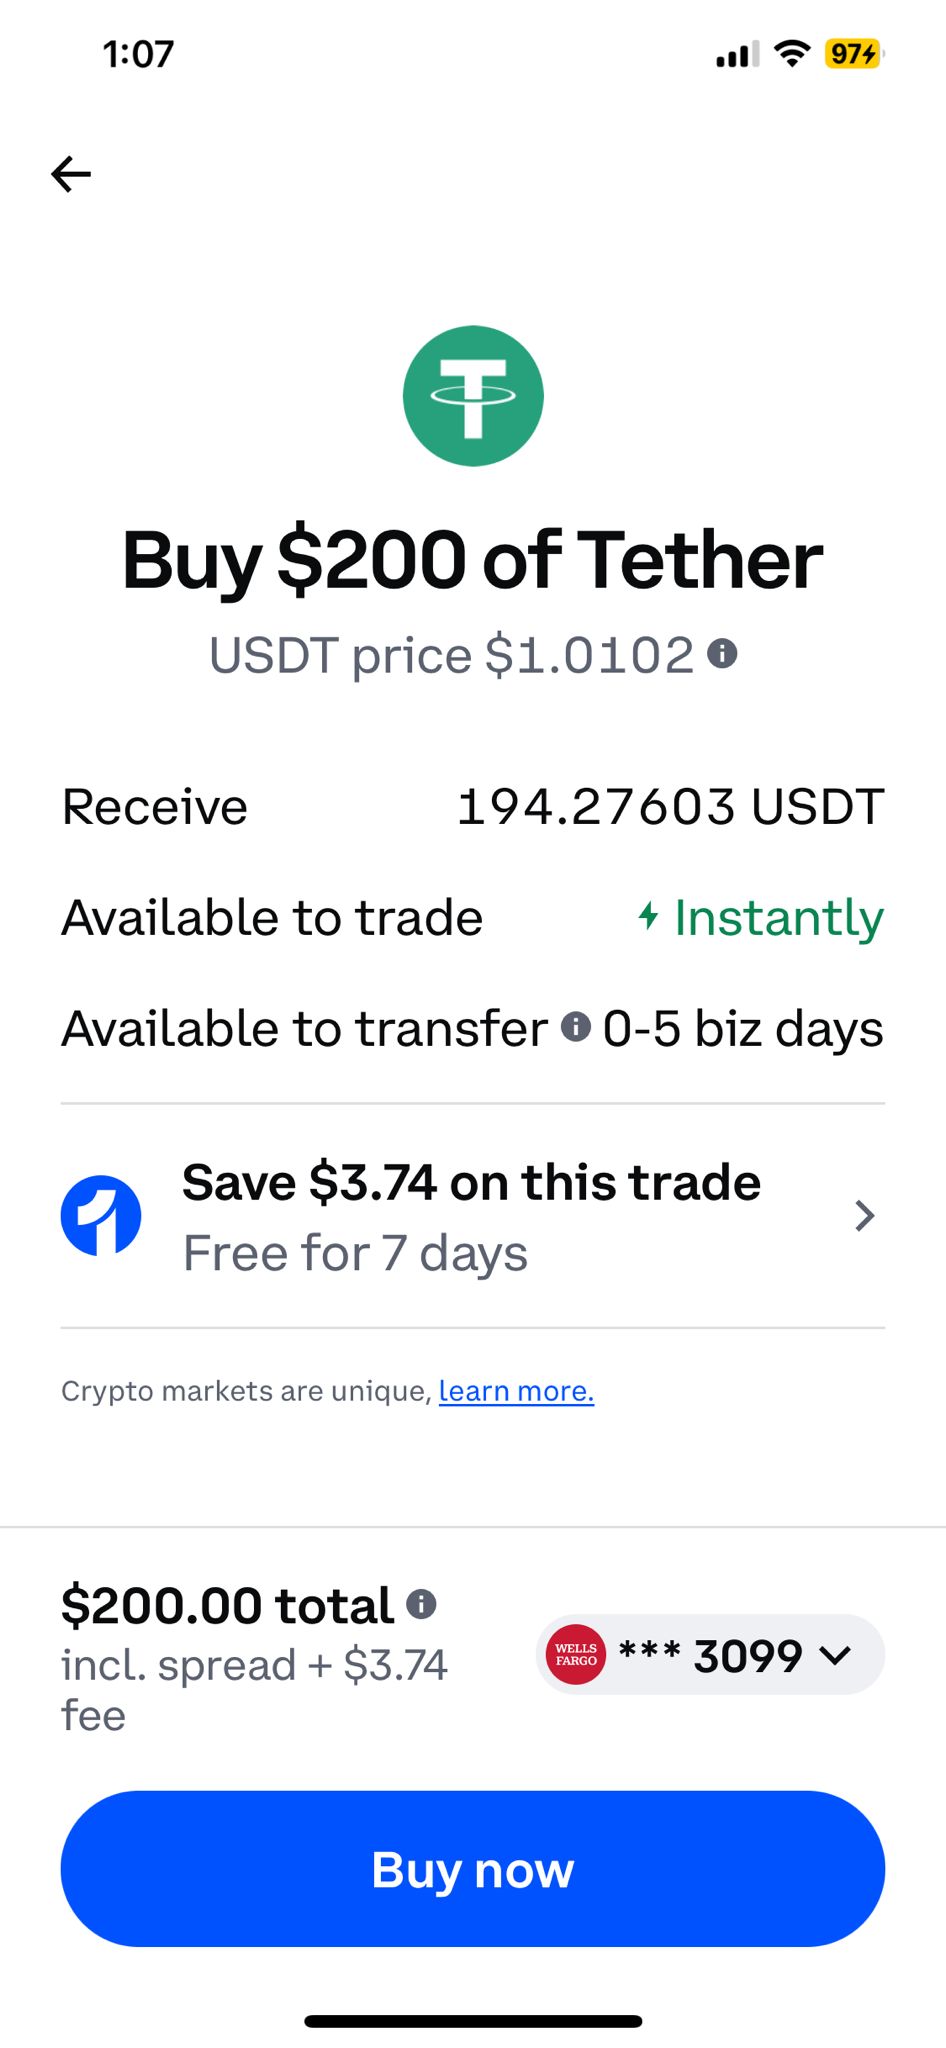 1:07
97
Buy $200 of Tether
USDT price $1.0102
Receive 194.27603 USDT
Available to trade Instantly
Available to transfer 0-5 biz days
Save $3.74 on this trade
Free for 7 days
Crypto markets are unique, learn more.
$200.00 total
incl. spread + $3.74
fee
WELLS
FARGO
*** 3099
Buy now